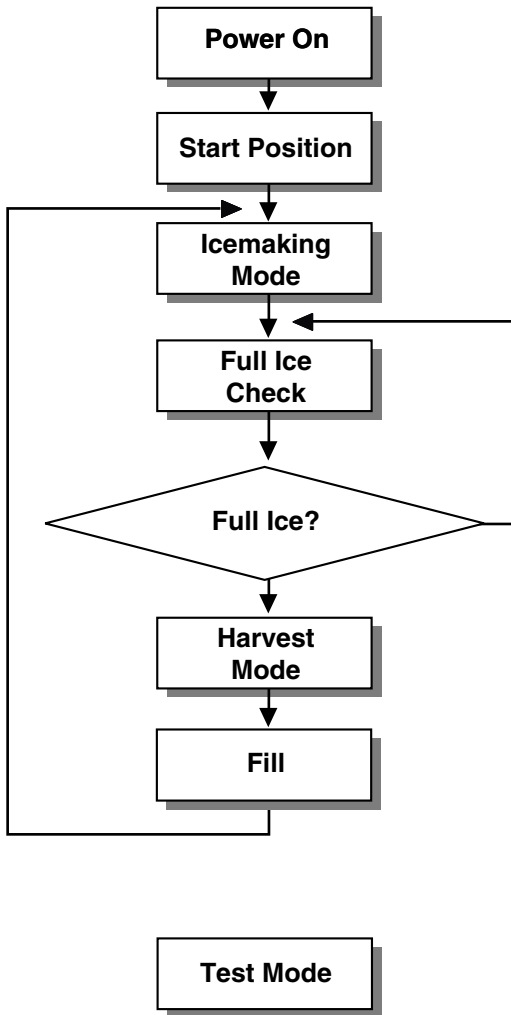 Power On
Start Position
Icemaking
Mode
Full Ice
Check
Full Ice?
Harvest
Mode
Fill
Test Mode